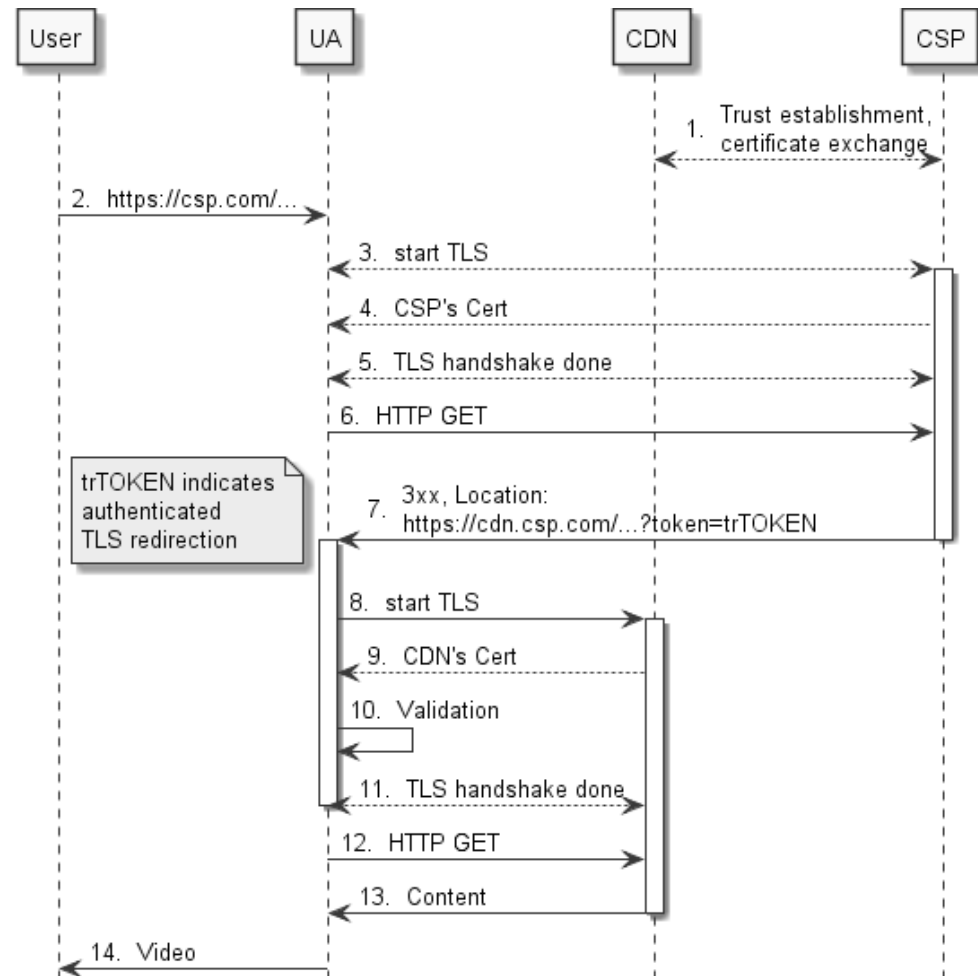 User
UA
CDN
CSP
1. Trust establishment,
certificate exchange
2. https://csp.com/...
3. start TLS
4. CSP's Cert
5. TLS handshake done
6. HTTP GET
trTOKEN indicates
authenticated
TLS redirection
7. 3xx, Location:
https://cdn.csp.com/...?token=trTOKEN
8. start TLS
9. CDN's Cert
10. Validation
11. TLS handshake done
12. HTTP GET
13. Content
14. Video